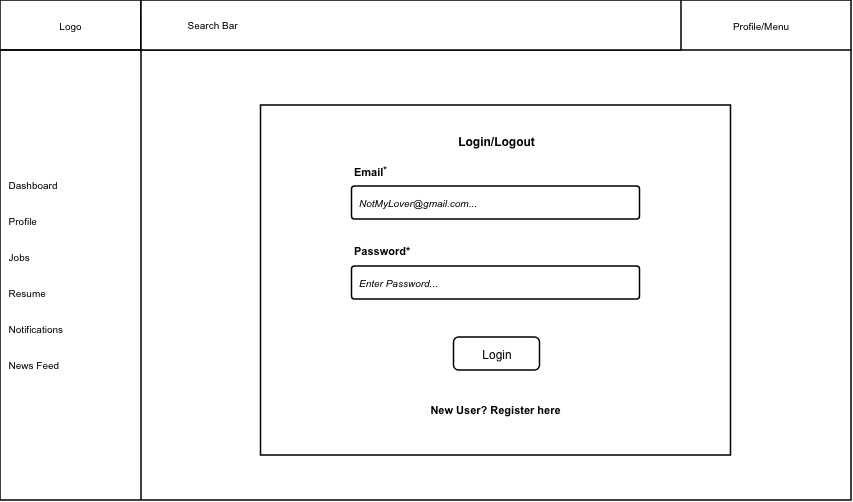 Logo
Search Bar
Profile/Menu
Dashboard
Profile
Jobs
Resume
Notifications
News Feed
Login/Logout
Email*
NotMyLover@gmail.com...
Password*
Enter Password...
Login
New User? Register here